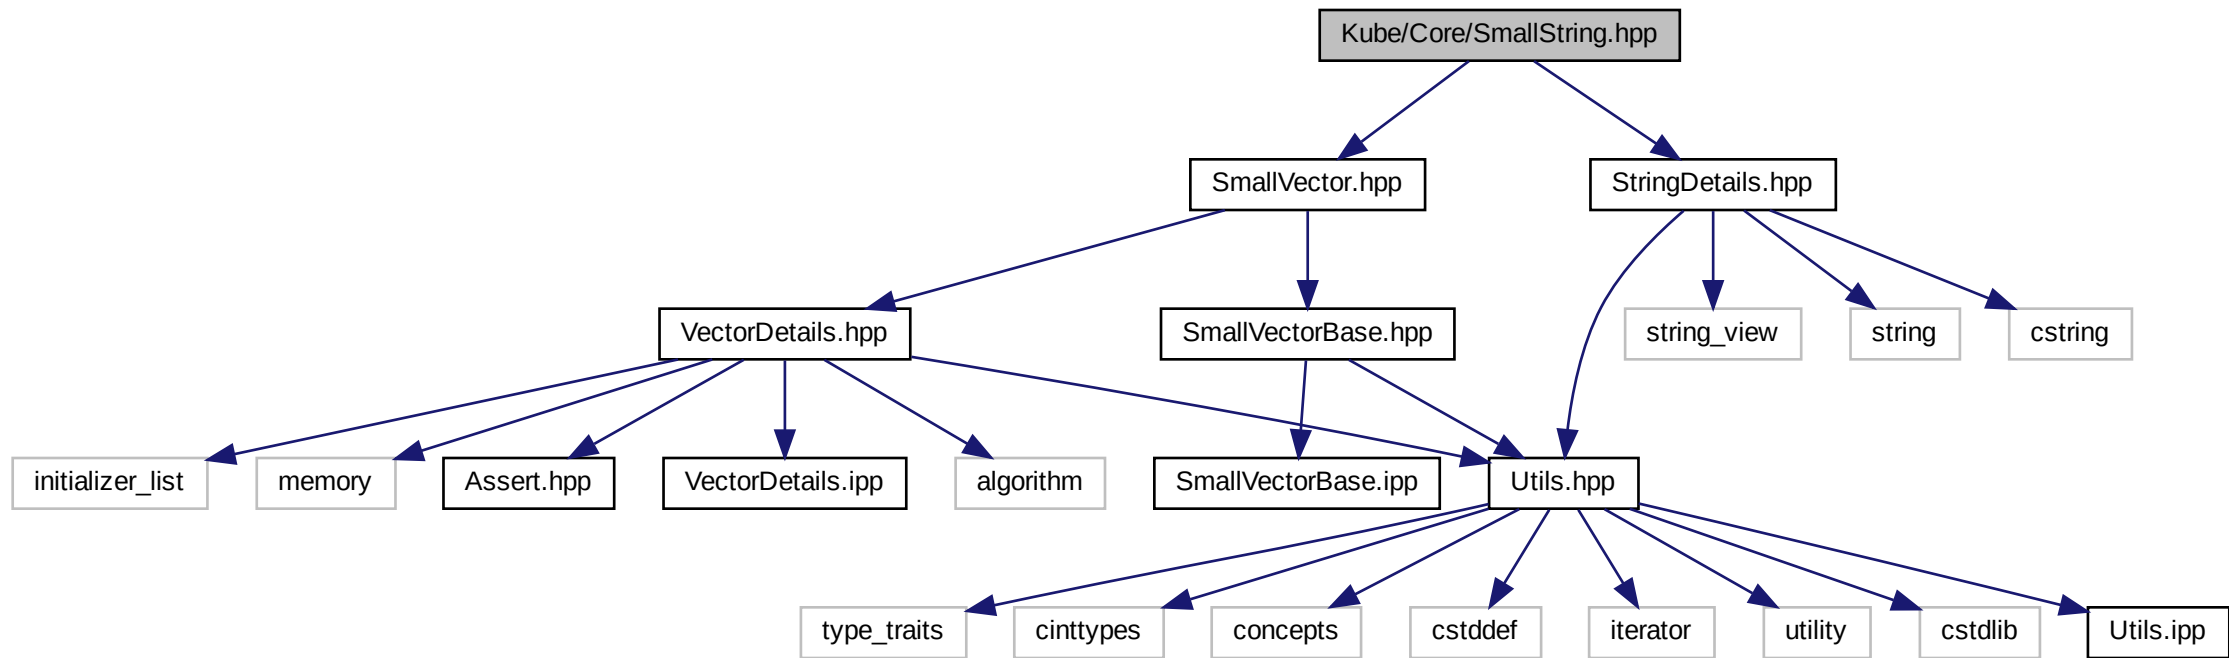 Kube/Core/SmallString.hpp
SmallVector.hpp
StringDetails.hpp
VectorDetails.hpp
SmallVectorBase.hpp
string_view
string
cstring
initializer_list
memory
Assert.hpp
VectorDetails.ipp
algorithm
SmallVectorBase.ipp
Utils.hpp
type_traits
cinttypes
concepts
cstddef
iterator
utility
cstdlib
Utils.ipp